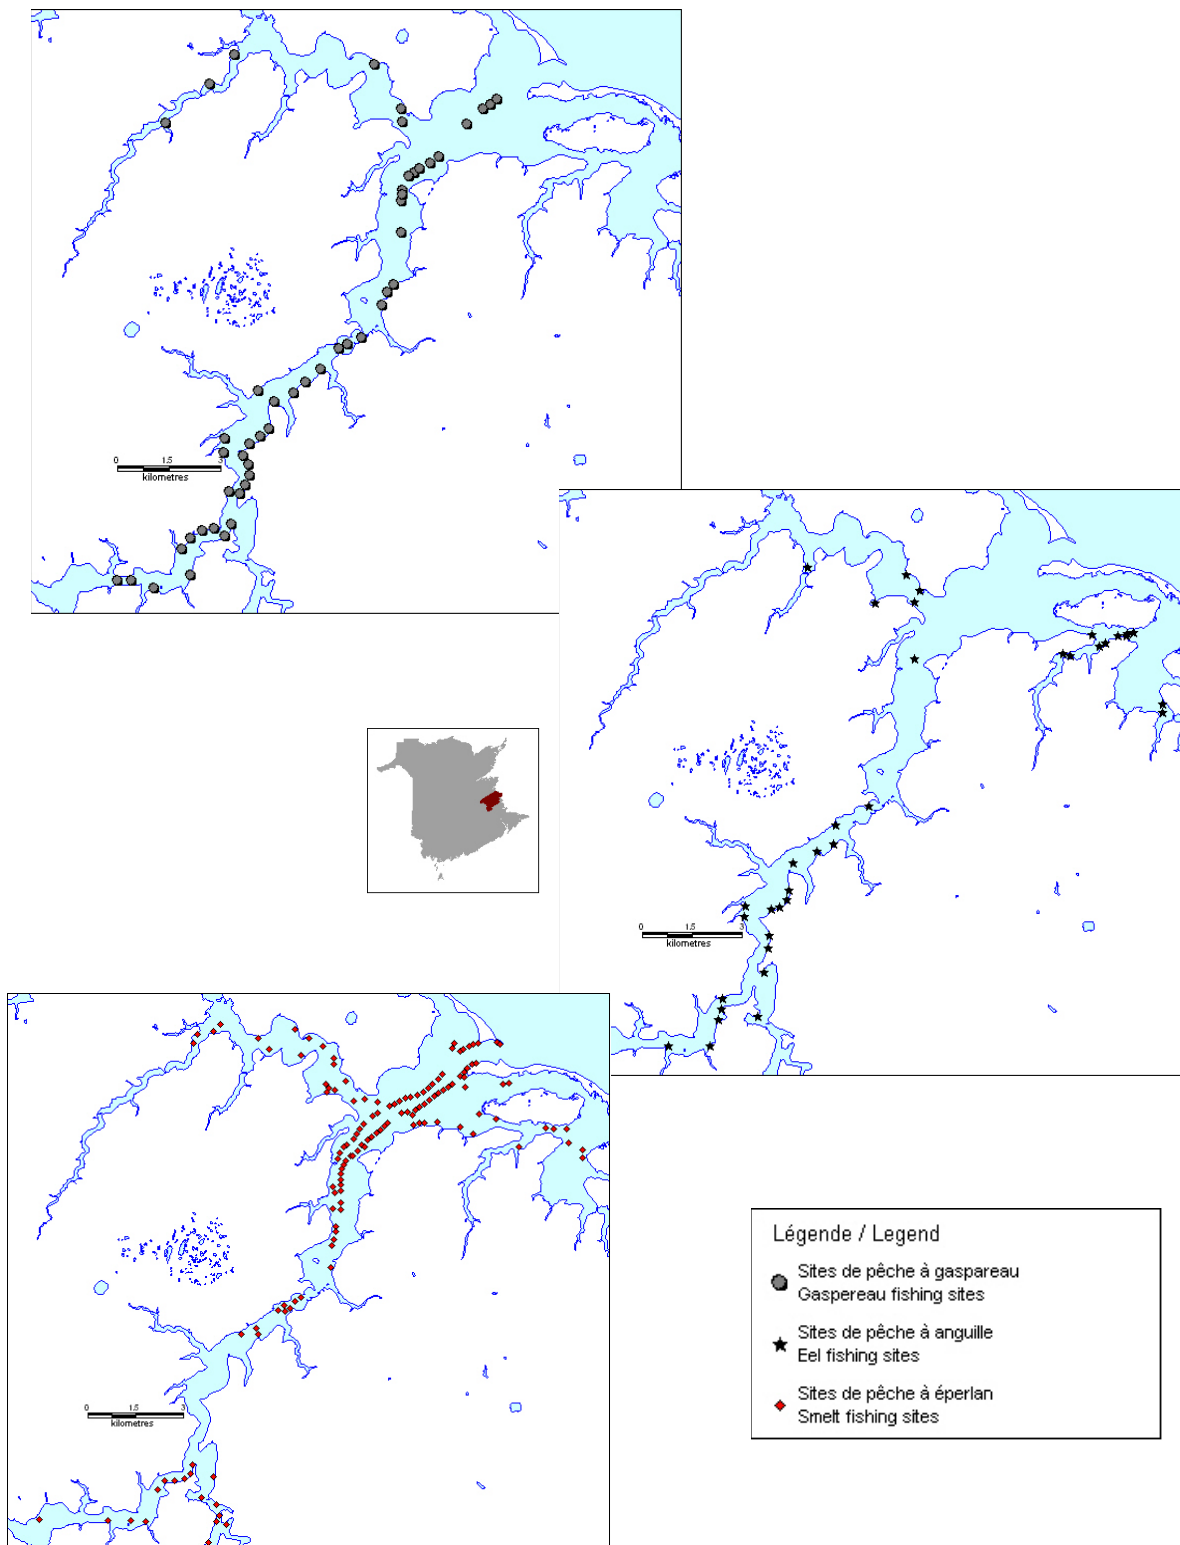 0 1.5 3
kilometres
0 1.5 3
kilometres
0 1.5 3
kilometres
Légende / Legend
Sites de pêche à gaspareau
Gaspereau fishing sites
Sites de pêche à anguille
Eel fishing sites
Sites de pêche à éperlan
Smelt fishing sites